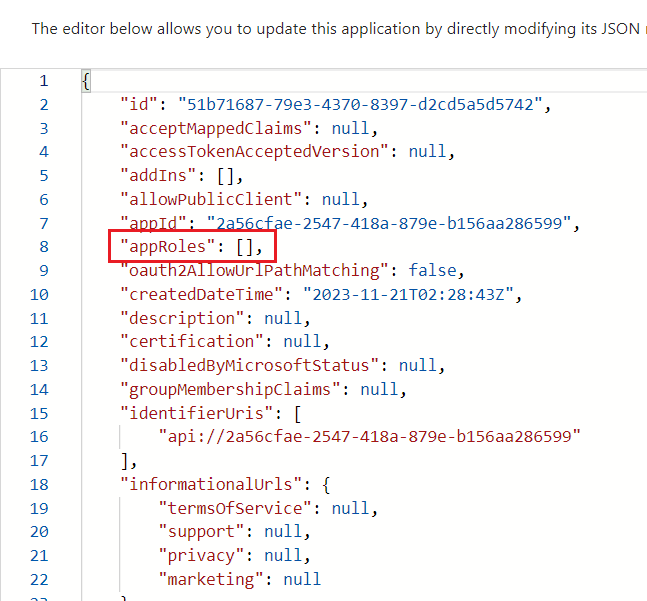 The editor below allows you to update this application by directly modifying its JSON
1 {
2 "id": "51b71687-79e3-4370-8397-d2cd5a5d5742",
3 "acceptMappedClaims": null,
4 "accessTokenAcceptedVersion": null,
5 "addIns": [],
6 "allowPublicClient": null,
7 "appId": "2a56cfae-2547-418a-879e-b156aa286599",
8 "appRoles": [],
9 "oauth2AllowUrlPathMatching": false,
10 "createdDateTime": "2023-11-21T02:28:43Z",
11 "description": null,
12 "certification": null,
13 "disabledByMicrosoftStatus": null,
14 "groupMembershipClaims": null,
15 "identifierUris": [
16 "api://2a56cfae-2547-418a-879e-b156aa286599"
17 ],
18 "informationalUrls": {
19 "termsOfService": null,
20 "support": null,
21 "privacy": null,
22 "marketing": null